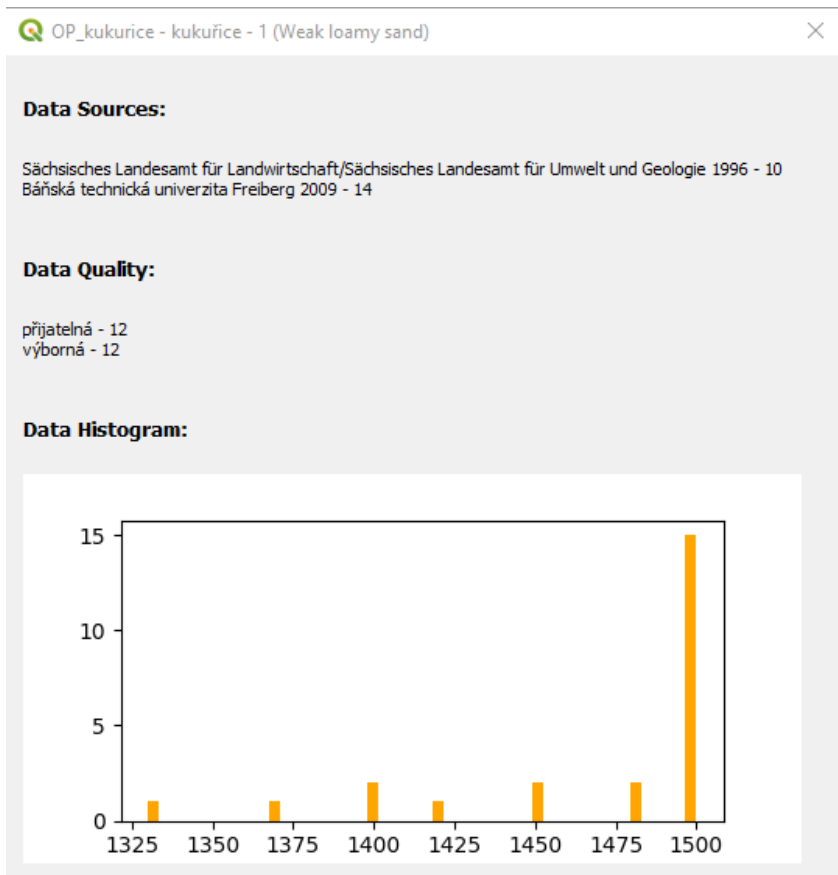 OP_kukurice - kukuřice - 1 (Weak loamy sand)
Data Sources:
Sächsisches Landesamt für Landwirtschaft/Sächsisches Landesamt für Umwelt und Geologie 1996 - 10
Báňská technická univerzita Freiberg 2009 - 14
Data Quality:
přijatelná - 12
výborná - 12
Data Histogram:
15
10
5
0
1325 1350 1375 1400 1425 1450 1475 1500